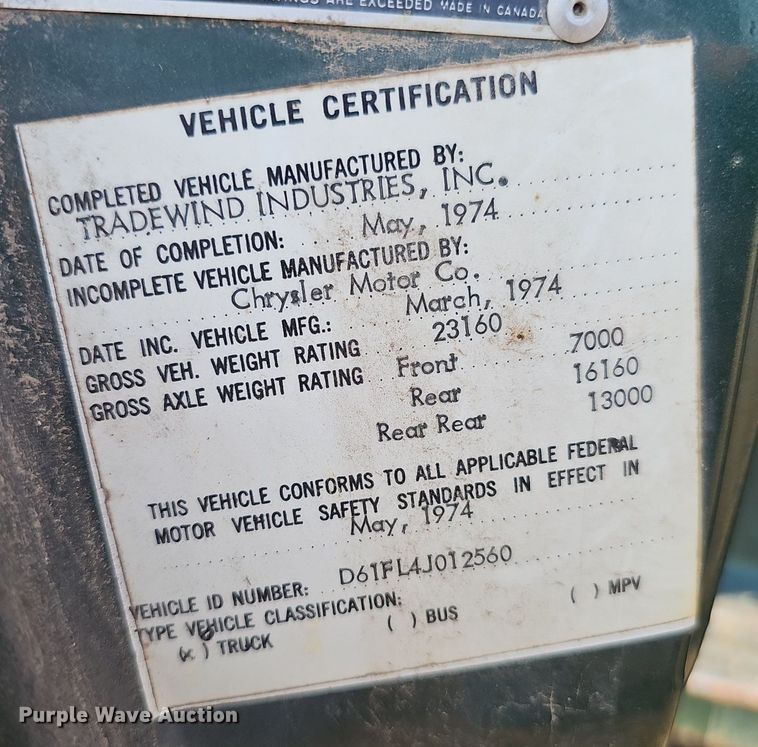 ARE EXCEEDED MADE IN CANADA
VEHICLE CERTIFICATION
COMPLETED VEHICLE MANUFACTURED BY:
TRADEWIND INDUSTRIES, INC.
DATE OF COMPLETION: May, 1974
INCOMPLETE VEHICLE MANUFACTURED BY:
Chrysler Motor Co.
DATE INC. VEHICLE MFG.: March, 1974
GROSS VEH. WEIGHT RATING 23160
GROSS AXLE WEIGHT RATING Front 7000
Rear 16160
Rear Rear 13000
THIS VEHICLE CONFORMS TO ALL APPLICABLE FEDERAL
MOTOR VEHICLE SAFETY STANDARDS IN EFFECT IN
May, 1974
VEHICLE ID NUMBER: D61FL4J012560
TYPE VEHICLE CLASSIFICATION:
(x) TRUCK ( ) BUS ( ) MPV
Purple Wave Auction